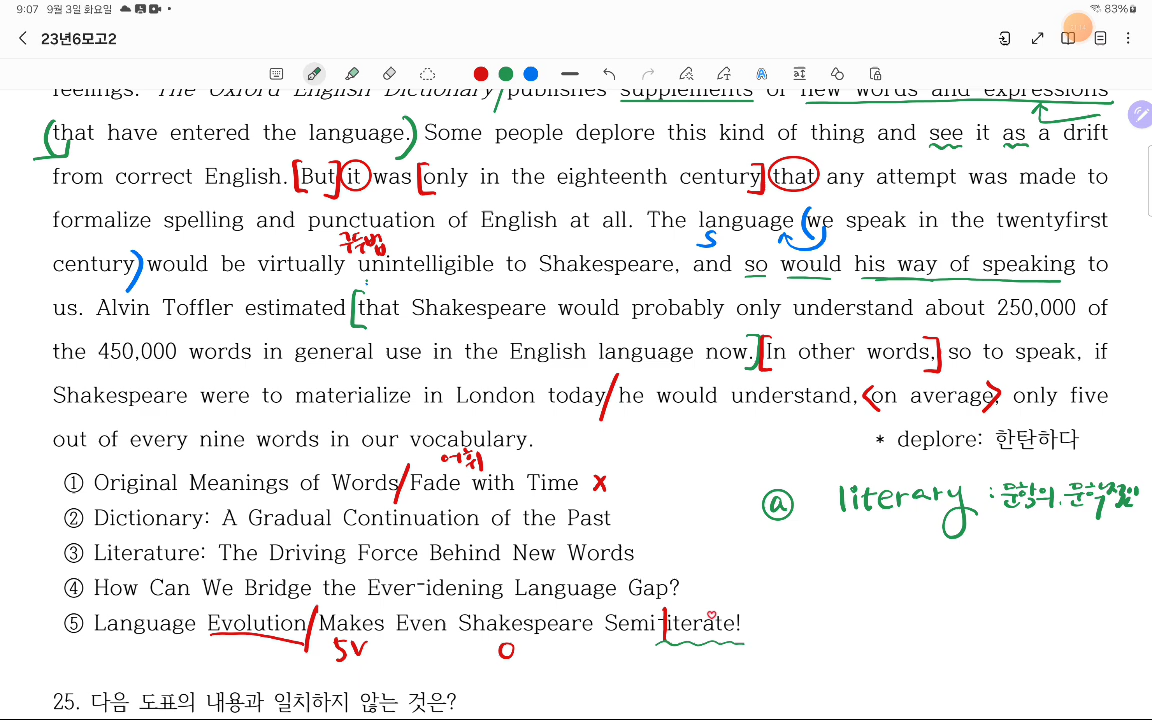 9:07 9월 3일 화요일 83%
23년6모고2
feelings. The Oxford English Dictionary publishes supplements of new words and expressions
that have entered the language. Some people deplore this kind of thing and see it as a drift
from correct English. But it was only in the eighteenth century that any attempt was made to
formalize spelling and punctuation of English at all. The language we speak in the twentyfirst
구두법 S
century would be virtually unintelligible to Shakespeare, and so would his way of speaking to
us. Alvin Toffler estimated that Shakespeare would probably only understand about 250,000 of
the 450,000 words in general use in the English language now. In other words, so to speak, if
Shakespeare were to materialize in London today he would understand, on average, only five
out of every nine words in our vocabulary.
* deplore: 한탄하다
어휘
① Original Meanings of Words Fade with Time X
ⓐ literary : 문학의,
② Dictionary: A Gradual Continuation of the Past
③ Literature: The Driving Force Behind New Words
④ How Can We Bridge the Ever-idening Language Gap?
⑤ Language Evolution Makes Even Shakespeare Semi-iterate!
5V O
25. 다음 도표의 내용과 일치하지 않는 것은?